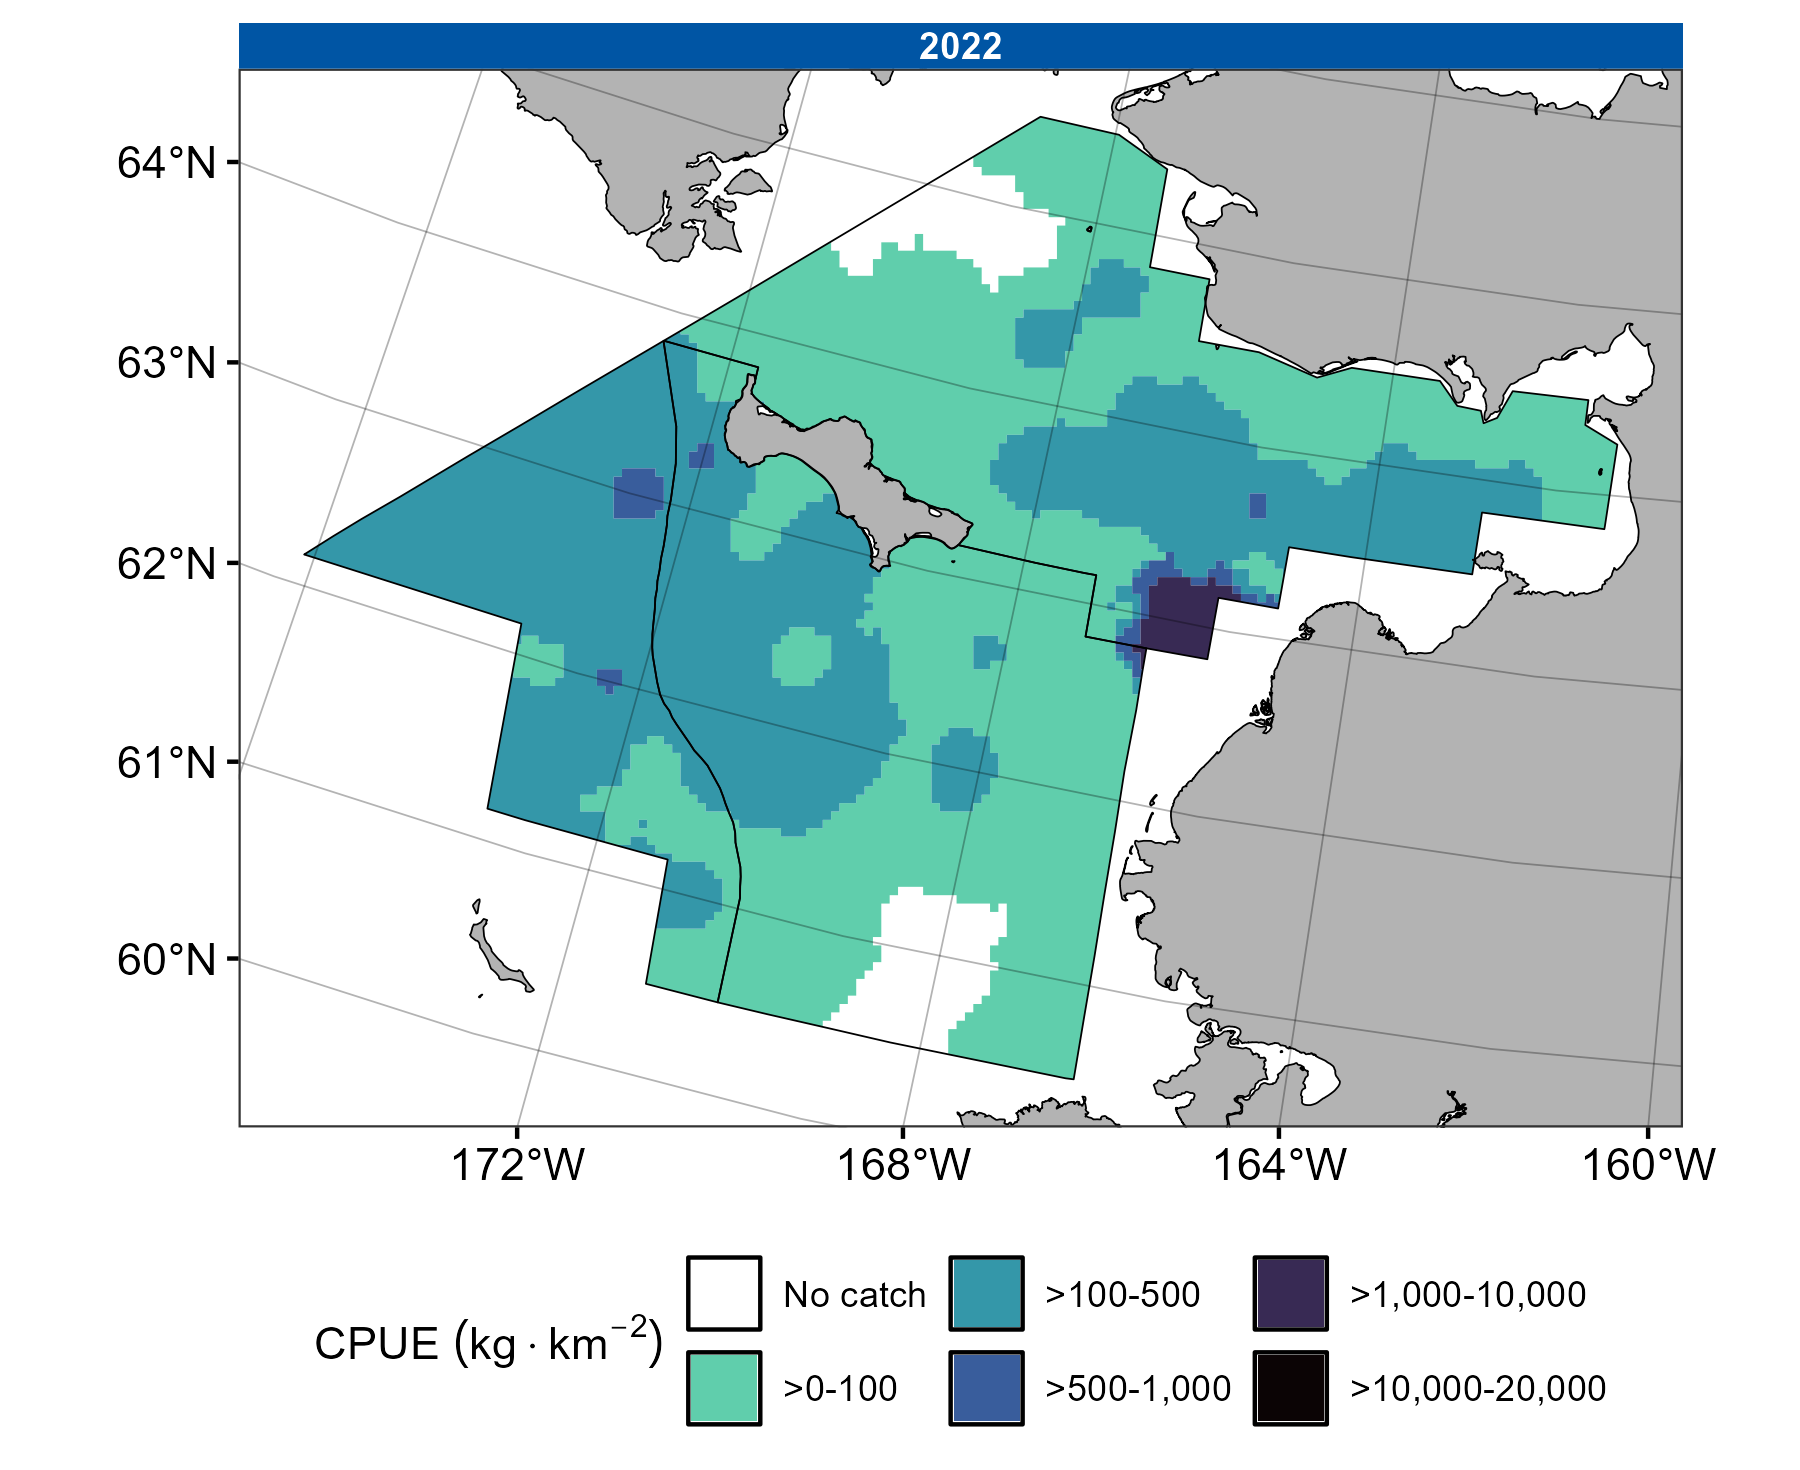 2022
64°N
63°N
62°N
61°N
60°N
172°W
168°W
164°W
160°W
CPUE (kg · km⁻²)
No catch
>0-100
>100-500
>500-1,000
>1,000-10,000
>10,000-20,000